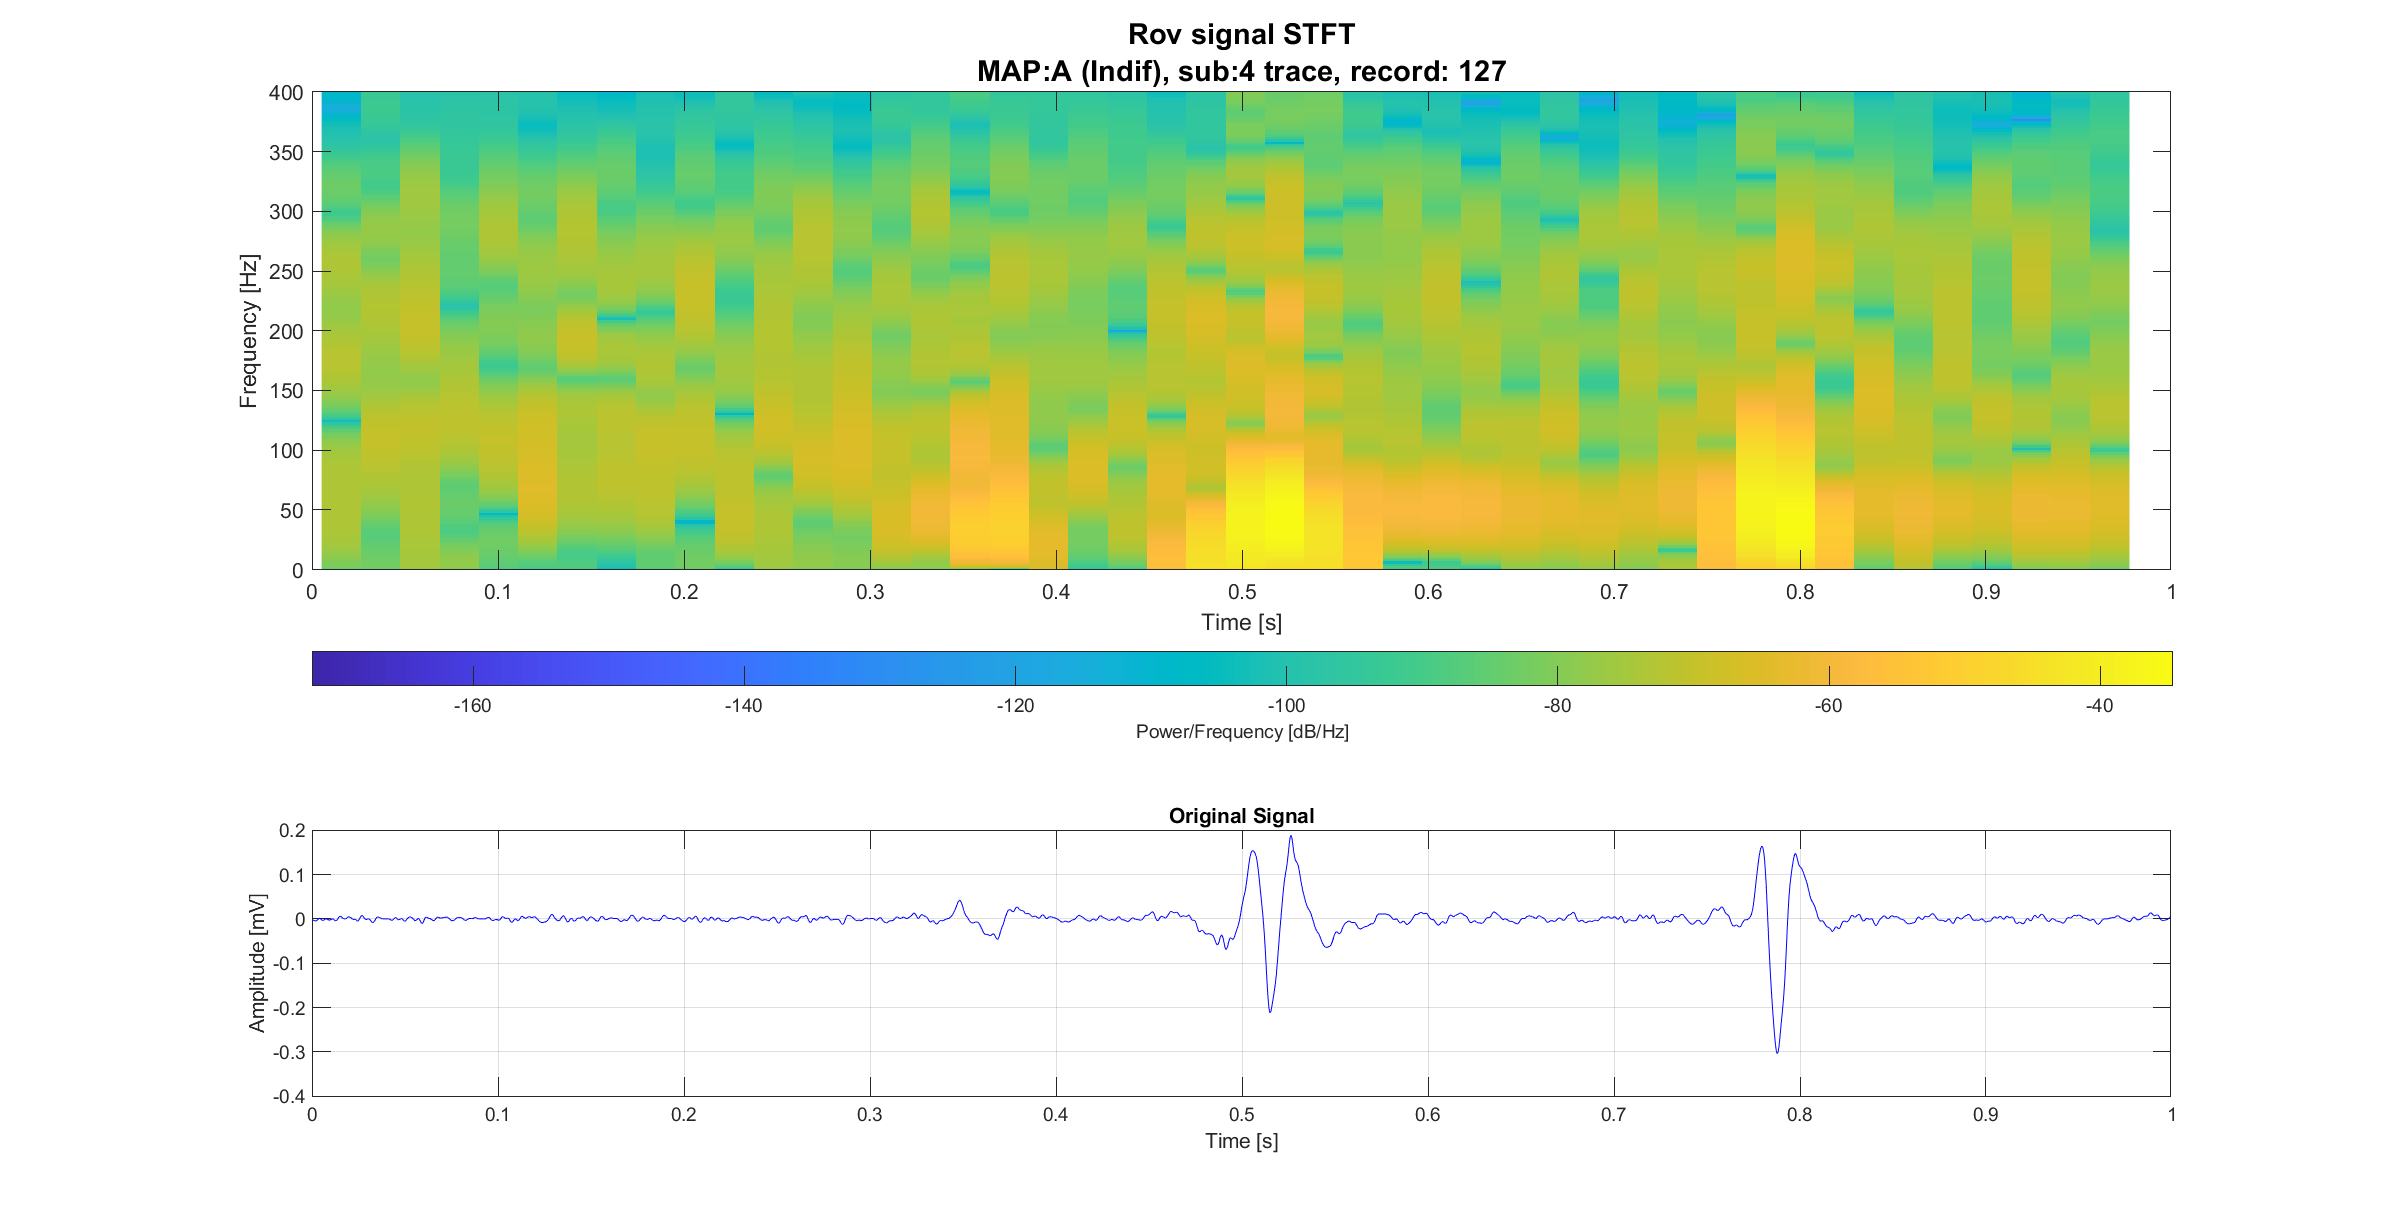 Rov signal STFT
MAP:A (Indif), sub:4 trace, record: 127
400
350
300
250
200
150
100
50
0
Frequency [Hz]
0 0.1 0.2 0.3 0.4 0.5 0.6 0.7 0.8 0.9 1
Time [s]
-160 -140 -120 -100 -80 -60 -40
Power/Frequency [dB/Hz]
Original Signal
0.2
0.1
0
-0.1
-0.2
-0.3
-0.4
Amplitude [mV]
0 0.1 0.2 0.3 0.4 0.5 0.6 0.7 0.8 0.9 1
Time [s]